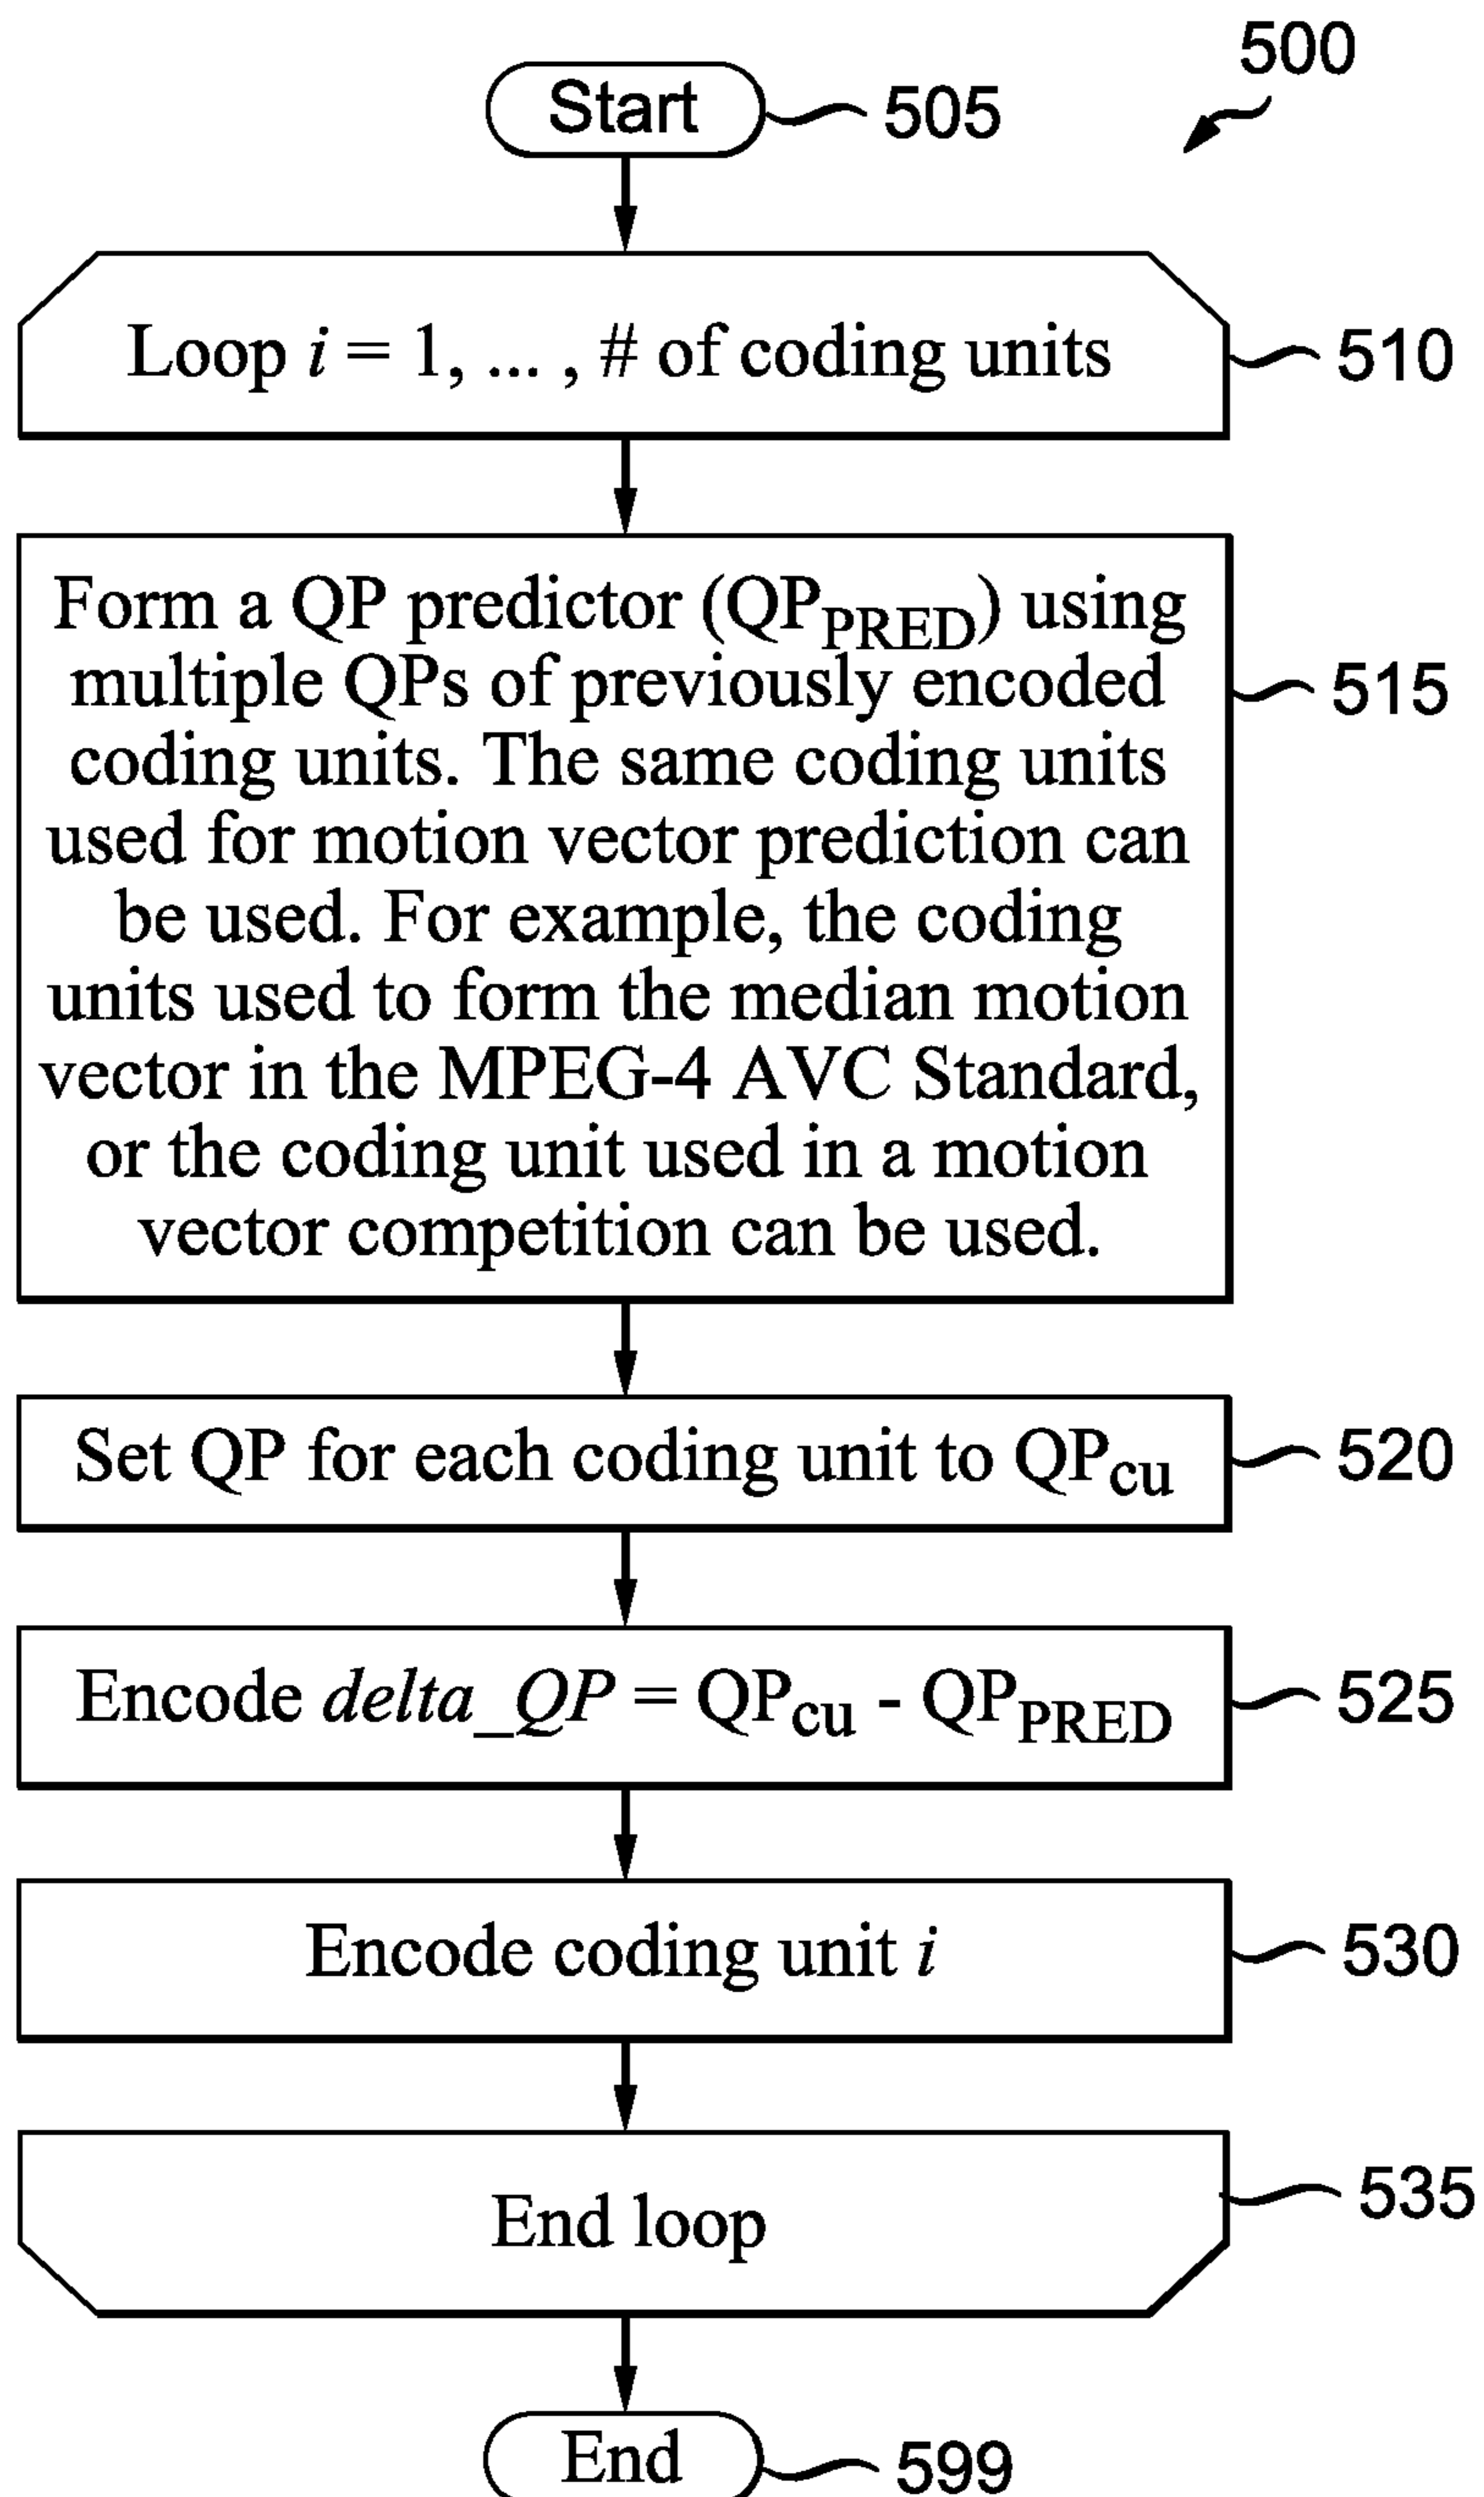 500
Start
505
Loop i = 1, ... , # of coding units
510
Form a QP predictor (QPPRED) using
multiple QPs of previously encoded
coding units. The same coding units
used for motion vector prediction can
be used. For example, the coding
units used to form the median motion
vector in the MPEG-4 AVC Standard,
or the coding unit used in a motion
vector competition can be used.
515
Set QP for each coding unit to QPcu
520
Encode delta_QP = QPcu - QPPRED
525
Encode coding unit i
530
End loop
535
End
599